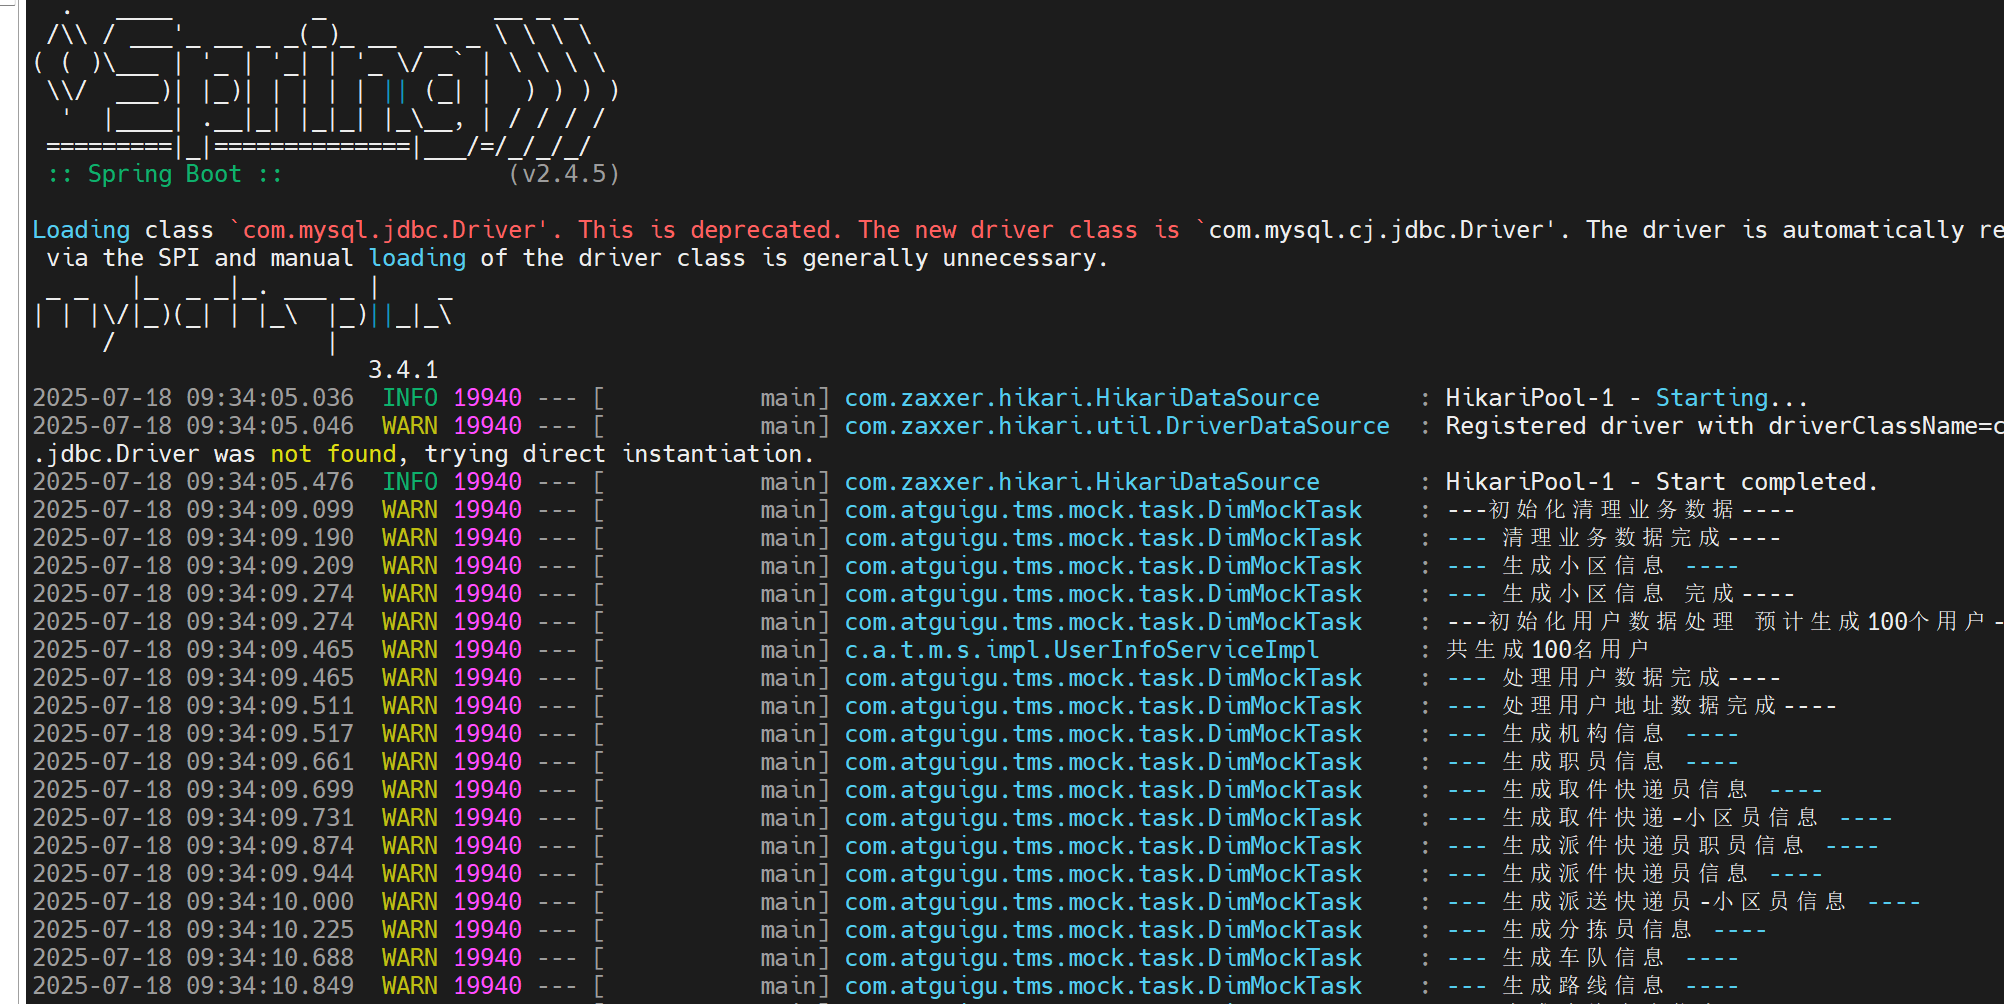 .   ____          _            __ _ _
 /\\ / ___'_ __ _ _(_)_ __  __ _ \ \ \ \
( ( )\___ | '_ | '_| | '_ \/ _` | \ \ \ \
 \\/  ___)| |_)| | | | | || (_| |  ) ) ) )
  '  |____| .__|_| |_|_| |_\__, | / / / /
 =========|_|==============|___/=/_/_/_/
 :: Spring Boot ::                (v2.4.5)
Loading class `com.mysql.jdbc.Driver'. This is deprecated. The new driver class is `com.mysql.cj.jdbc.Driver'. The driver is automatically re
 via the SPI and manual loading of the driver class is generally unnecessary.
 _ _   |_  _ _|_. ___ _ |    _
| | |\/|_)(_| | |_\  |_)||_|_\
     /               |
                        3.4.1
2025-07-18 09:34:05.036  INFO 19940 --- [           main] com.zaxxer.hikari.HikariDataSource       : HikariPool-1 - Starting...
2025-07-18 09:34:05.046  WARN 19940 --- [           main] com.zaxxer.hikari.util.DriverDataSource  : Registered driver with driverClassName=c
.jdbc.Driver was not found, trying direct instantiation.
2025-07-18 09:34:05.476  INFO 19940 --- [           main] com.zaxxer.hikari.HikariDataSource       : HikariPool-1 - Start completed.
2025-07-18 09:34:09.099  WARN 19940 --- [           main] com.atguigu.tms.mock.task.DimMockTask    : ---初始化清理业务数据----
2025-07-18 09:34:09.190  WARN 19940 --- [           main] com.atguigu.tms.mock.task.DimMockTask    : --- 清理业务数据完成----
2025-07-18 09:34:09.209  WARN 19940 --- [           main] com.atguigu.tms.mock.task.DimMockTask    : --- 生成小区信息 ----
2025-07-18 09:34:09.274  WARN 19940 --- [           main] com.atguigu.tms.mock.task.DimMockTask    : --- 生成小区信息 完成----
2025-07-18 09:34:09.274  WARN 19940 --- [           main] com.atguigu.tms.mock.task.DimMockTask    : ---初始化用户数据处理 预计生成100个用户-
2025-07-18 09:34:09.465  WARN 19940 --- [           main] c.a.t.m.s.impl.UserInfoServiceImpl       : 共生成100名用户
2025-07-18 09:34:09.465  WARN 19940 --- [           main] com.atguigu.tms.mock.task.DimMockTask    : --- 处理用户数据完成----
2025-07-18 09:34:09.511  WARN 19940 --- [           main] com.atguigu.tms.mock.task.DimMockTask    : --- 处理用户地址数据完成----
2025-07-18 09:34:09.517  WARN 19940 --- [           main] com.atguigu.tms.mock.task.DimMockTask    : --- 生成机构信息 ----
2025-07-18 09:34:09.661  WARN 19940 --- [           main] com.atguigu.tms.mock.task.DimMockTask    : --- 生成职员信息 ----
2025-07-18 09:34:09.699  WARN 19940 --- [           main] com.atguigu.tms.mock.task.DimMockTask    : --- 生成取件快递员信息 ----
2025-07-18 09:34:09.731  WARN 19940 --- [           main] com.atguigu.tms.mock.task.DimMockTask    : --- 生成取件快递-小区员信息 ----
2025-07-18 09:34:09.874  WARN 19940 --- [           main] com.atguigu.tms.mock.task.DimMockTask    : --- 生成派件快递员职员信息 ----
2025-07-18 09:34:09.944  WARN 19940 --- [           main] com.atguigu.tms.mock.task.DimMockTask    : --- 生成派件快递员信息 ----
2025-07-18 09:34:10.000  WARN 19940 --- [           main] com.atguigu.tms.mock.task.DimMockTask    : --- 生成派送快递员-小区员信息 ----
2025-07-18 09:34:10.225  WARN 19940 --- [           main] com.atguigu.tms.mock.task.DimMockTask    : --- 生成分拣员信息 ----
2025-07-18 09:34:10.688  WARN 19940 --- [           main] com.atguigu.tms.mock.task.DimMockTask    : --- 生成车队信息 ----
2025-07-18 09:34:10.849  WARN 19940 --- [           main] com.atguigu.tms.mock.task.DimMockTask    : --- 生成路线信息 ----